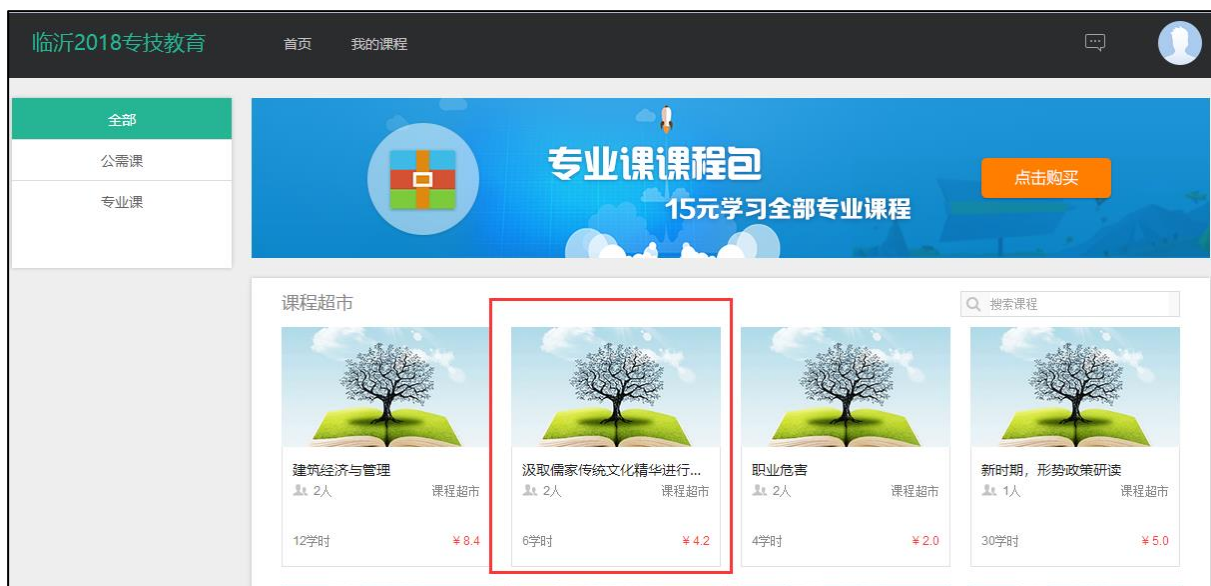 临沂2018专技教育
首页
我的课程
全部
公需课
专业课
专业课课程包
15元学习全部专业课程
点击购买
课程超市
搜索课程
建筑经济与管理
2人
课程超市
12学时
¥ 8.4
汲取儒家传统文化精华进行...
2人
课程超市
6学时
¥ 4.2
职业危害
2人
课程超市
4学时
¥ 2.0
新时期，形势政策研读
1人
课程超市
30学时
¥ 5.0